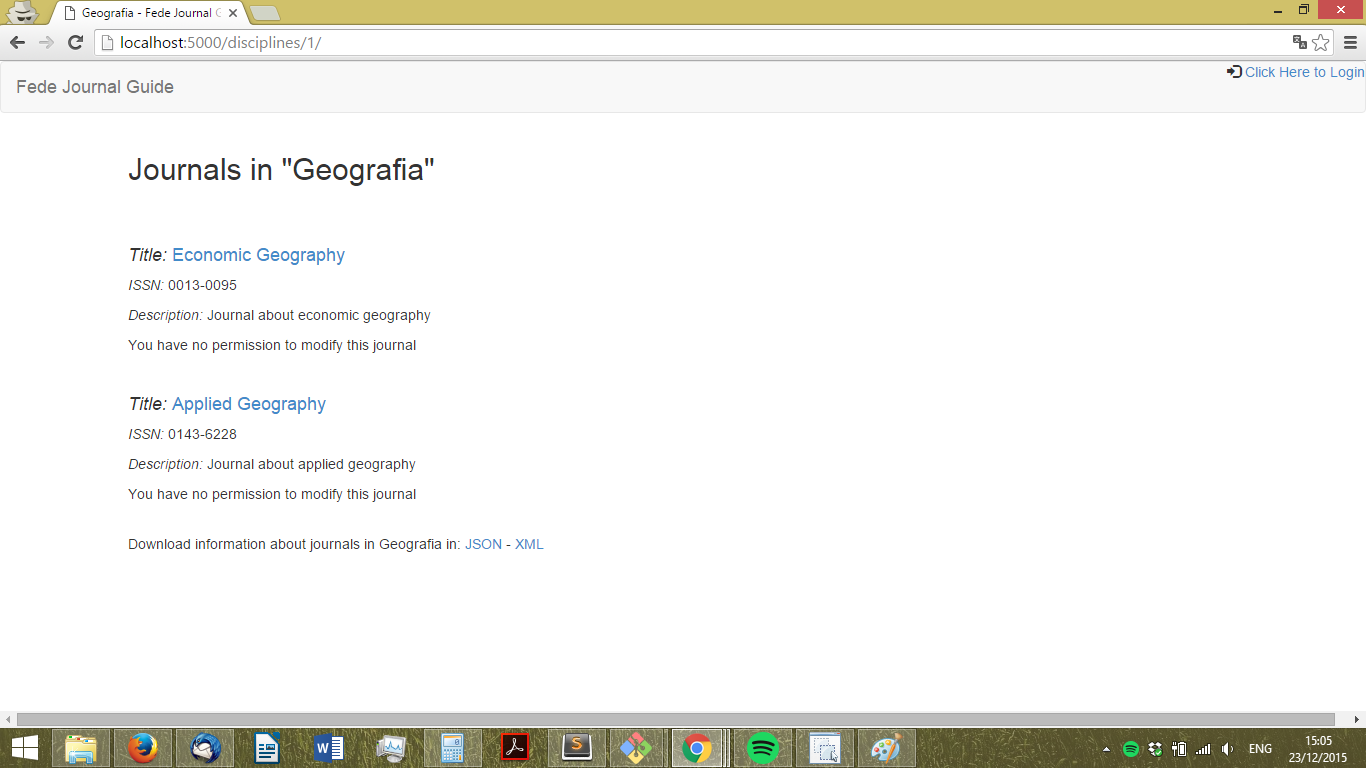 Geografia - Fede Journal G
localhost:5000/disciplines/1/
Click Here to Login
Fede Journal Guide
Journals in "Geografia"
Title: Economic Geography
ISSN: 0013-0095
Description: Journal about economic geography
You have no permission to modify this journal
Title: Applied Geography
ISSN: 0143-6228
Description: Journal about applied geography
You have no permission to modify this journal
Download information about journals in Geografia in: JSON - XML
ENG
15:05
23/12/2015